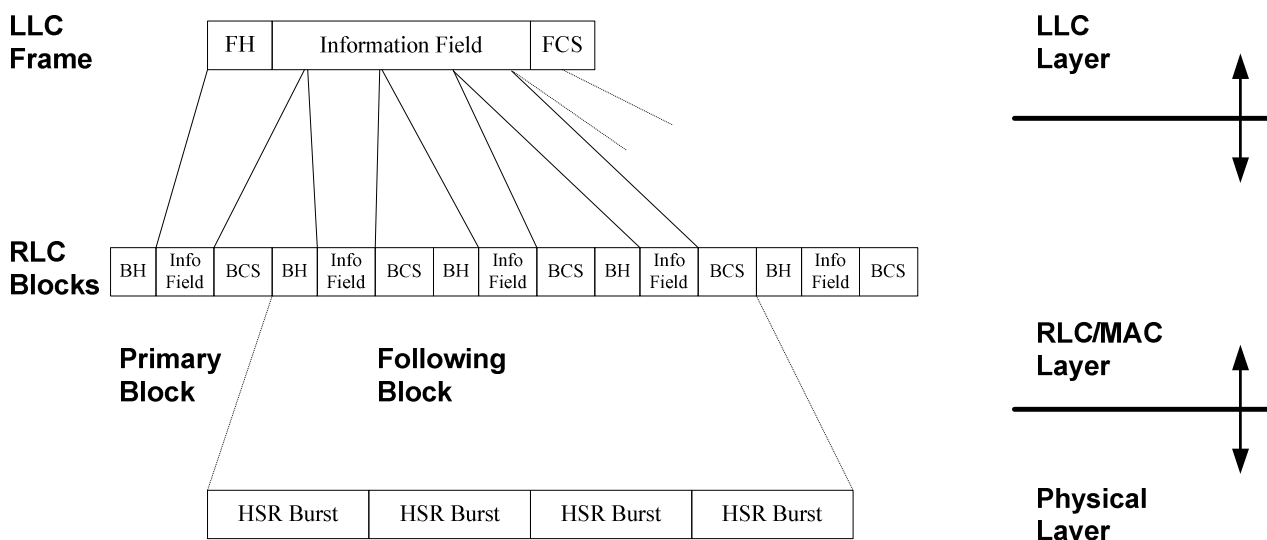 LLC
Frame
FH
Information Field
FCS
LLC
Layer
RLC
Blocks
BH
Info
Field
BCS
BH
Info
Field
BCS
BH
Info
Field
BCS
BH
Info
Field
BCS
BH
Info
Field
BCS
Primary
Block
Following
Block
RLC/MAC
Layer
HSR Burst
HSR Burst
HSR Burst
HSR Burst
Physical
Layer